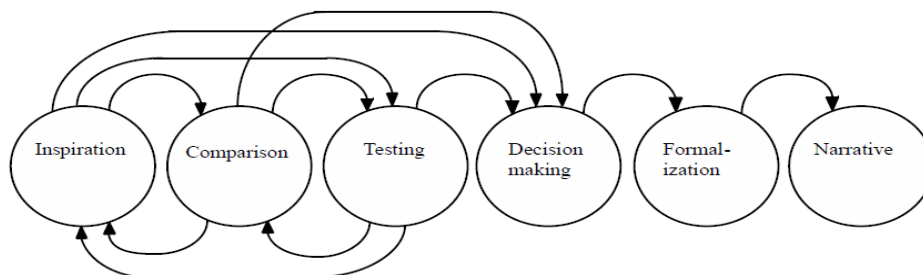 Inspiration
Comparison
Testing
Decision
making
Formal-
ization
Narrative